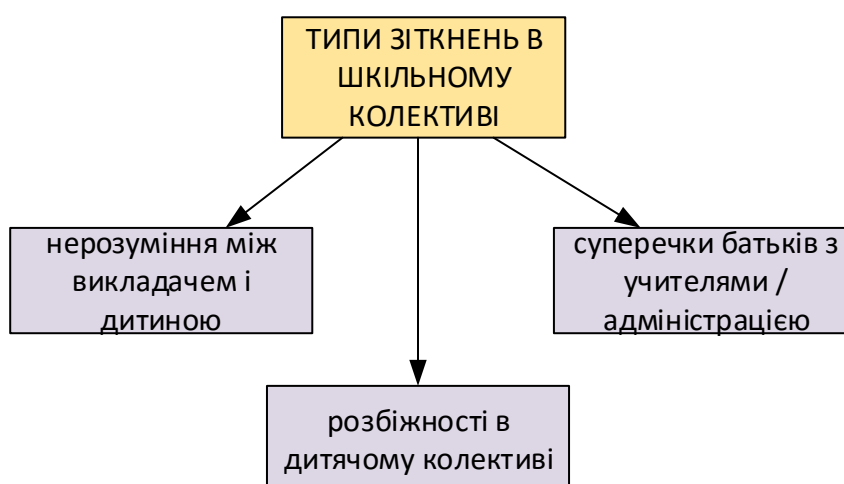 ТИПИ ЗІТКНЕНЬ В
ШКІЛЬНОМУ
КОЛЕКТИВІ
нерозуміння між
викладачем і
дитиною
суперечки батьків з
учителями /
адміністрацією
розбіжності в
дитячому колективі